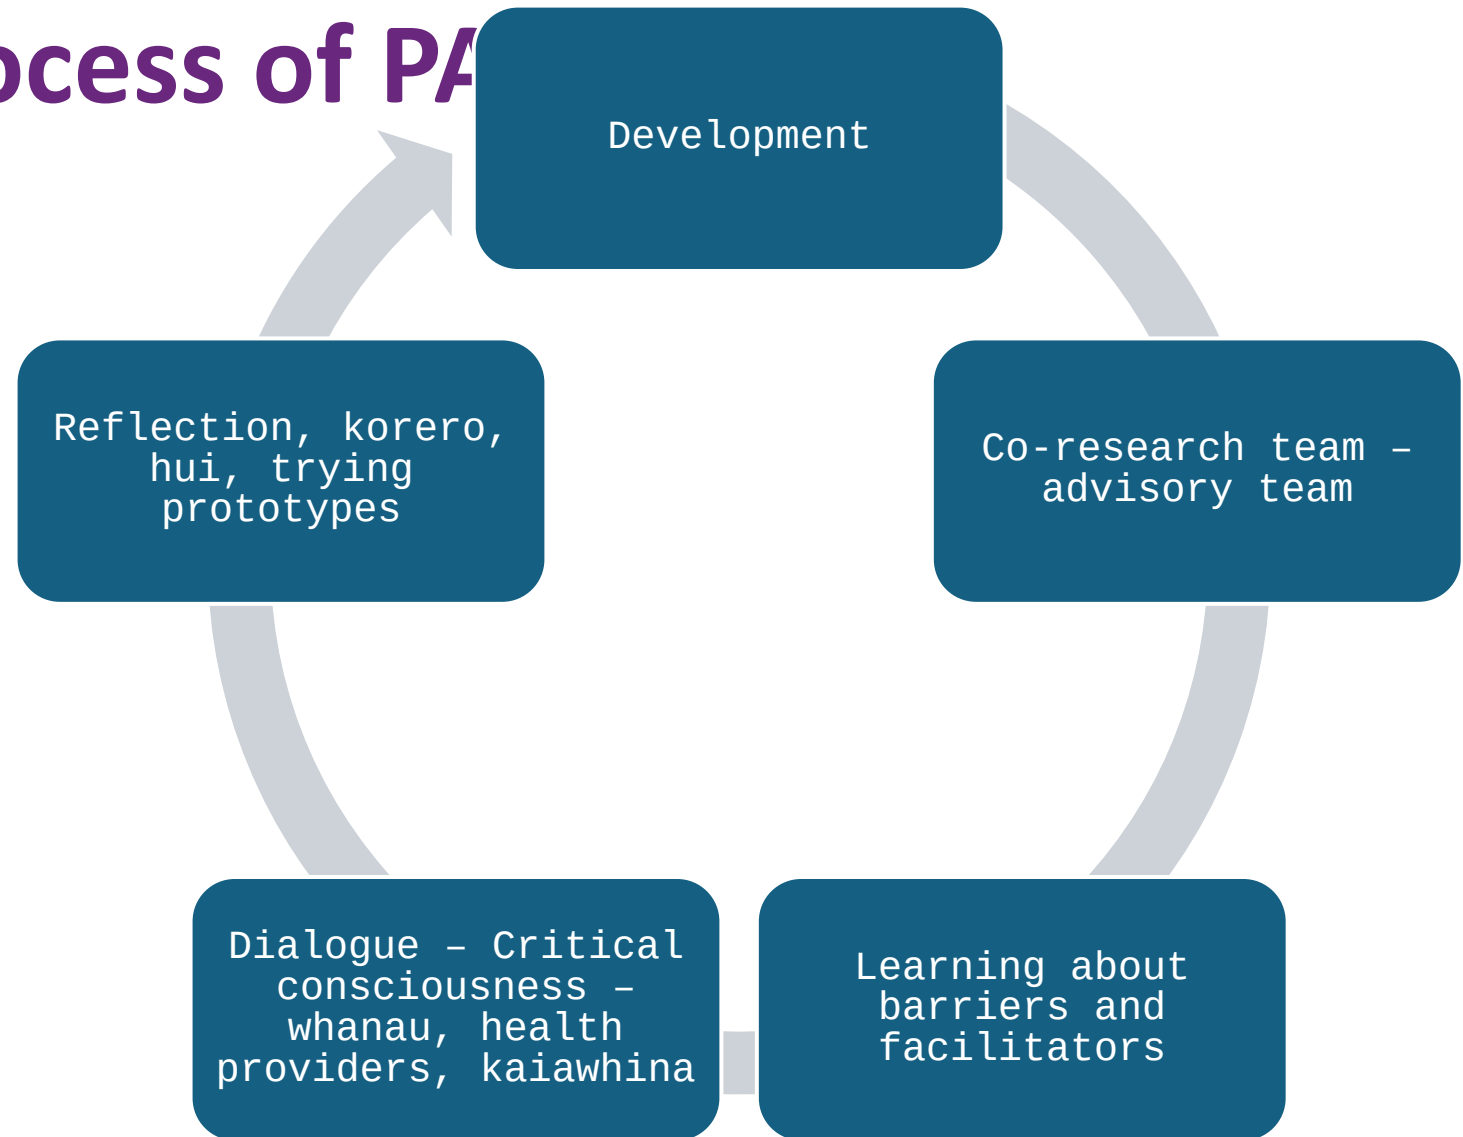 ocess of PA
Development
Co-research team –
advisory team
Learning about
barriers and
facilitators
Dialogue – Critical
consciousness –
whanau, health
providers, kaiawhina
Reflection, korero,
hui, trying
prototypes